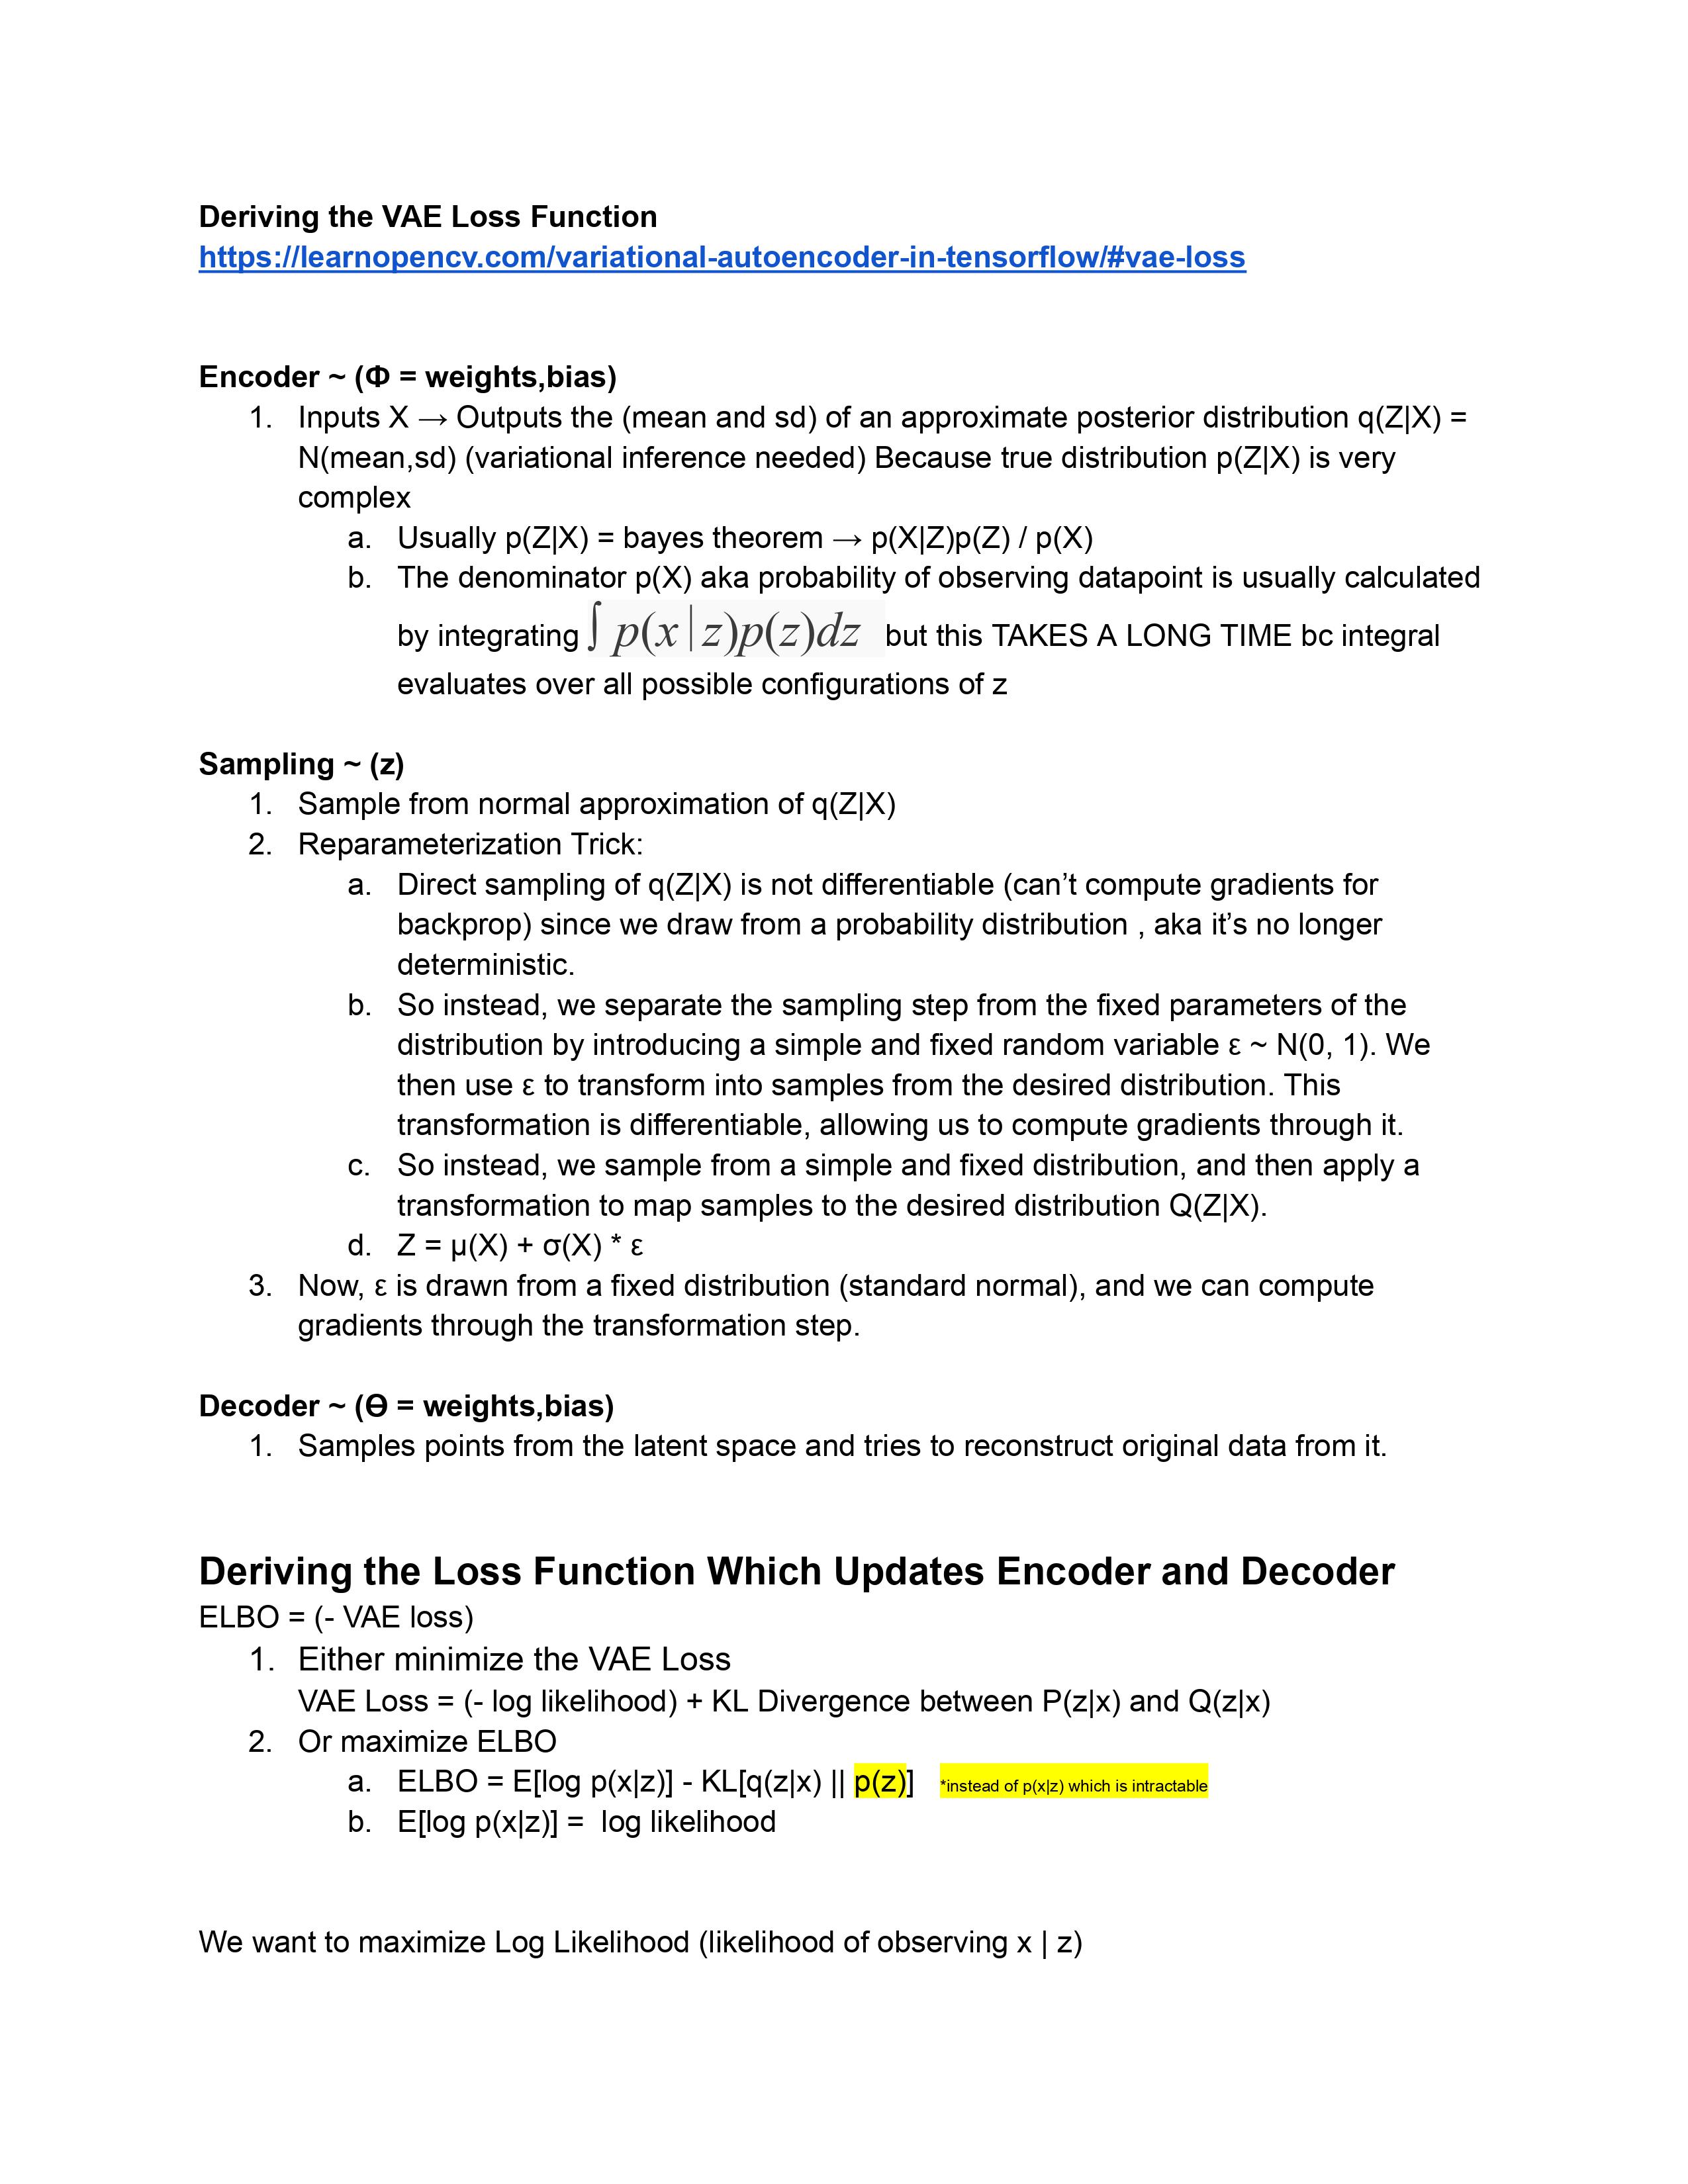 Deriving the VAE Loss Function
https://learnopencv.com/variational-autoencoder-in-tensorflow/#vae-loss
Encoder ~ (Φ = weights,bias)
1. Inputs X → Outputs the (mean and sd) of an approximate posterior distribution q(Z|X) =
N(mean,sd) (variational inference needed) Because true distribution p(Z|X) is very
complex
a. Usually p(Z|X) = bayes theorem → p(X|Z)p(Z) / p(X)
b. The denominator p(X) aka probability of observing datapoint is usually calculated
by integrating ∫ p(x|z)p(z)dz but this TAKES A LONG TIME bc integral
evaluates over all possible configurations of z
Sampling ~ (z)
1. Sample from normal approximation of q(Z|X)
2. Reparameterization Trick:
a. Direct sampling of q(Z|X) is not differentiable (can’t compute gradients for
backprop) since we draw from a probability distribution , aka it’s no longer
deterministic.
b. So instead, we separate the sampling step from the fixed parameters of the
distribution by introducing a simple and fixed random variable ε ~ N(0, 1). We
then use ε to transform into samples from the desired distribution. This
transformation is differentiable, allowing us to compute gradients through it.
c. So instead, we sample from a simple and fixed distribution, and then apply a
transformation to map samples to the desired distribution Q(Z|X).
d. Z = μ(X) + σ(X) * ε
3. Now, ε is drawn from a fixed distribution (standard normal), and we can compute
gradients through the transformation step.
Decoder ~ (Ө = weights,bias)
1. Samples points from the latent space and tries to reconstruct original data from it.
Deriving the Loss Function Which Updates Encoder and Decoder
ELBO = (- VAE loss)
1. Either minimize the VAE Loss
VAE Loss = (- log likelihood) + KL Divergence between P(z|x) and Q(z|x)
2. Or maximize ELBO
a. ELBO = E[log p(x|z)] - KL[q(z|x) || p(z)] *instead of p(x|z) which is intractable
b. E[log p(x|z)] = log likelihood
We want to maximize Log Likelihood (likelihood of observing x | z)